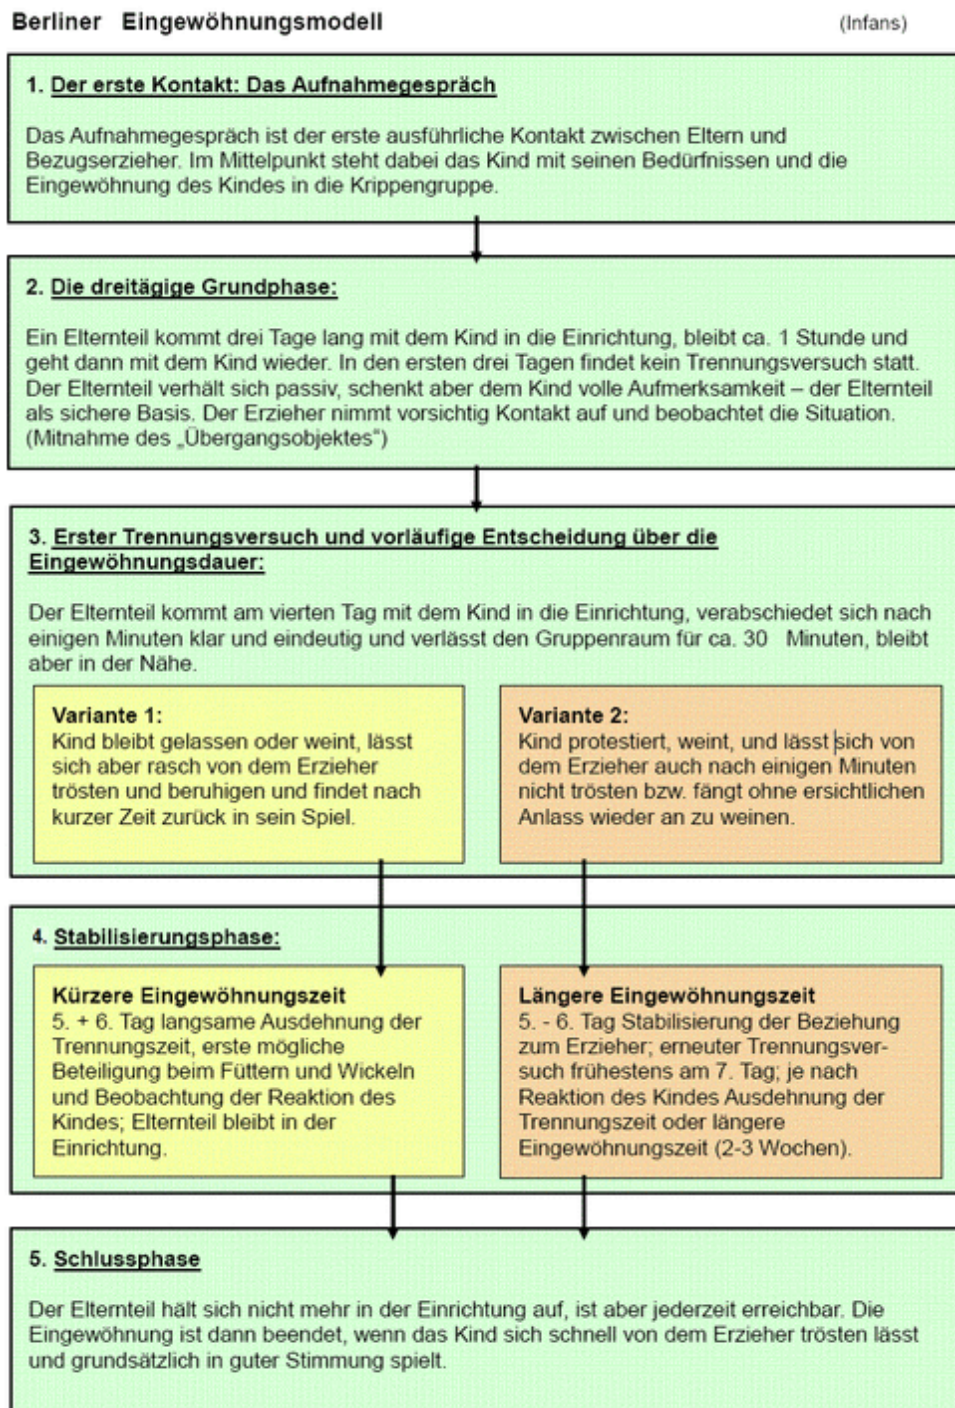 Berliner Eingewöhnungsmodell (Infans)
1. Der erste Kontakt: Das Aufnahmegespräch
Das Aufnahmegespräch ist der erste ausführliche Kontakt zwischen Eltern und
Bezugserzieher. Im Mittelpunkt steht dabei das Kind mit seinen Bedürfnissen und die
Eingewöhnung des Kindes in die Krippengruppe.
2. Die dreitägige Grundphase:
Ein Elternteil kommt drei Tage lang mit dem Kind in die Einrichtung, bleibt ca. 1 Stunde und
geht dann mit dem Kind wieder. In den ersten drei Tagen findet kein Trennungsversuch statt.
Der Elternteil verhält sich passiv, schenkt aber dem Kind volle Aufmerksamkeit – der Elternteil
als sichere Basis. Der Erzieher nimmt vorsichtig Kontakt auf und beobachtet die Situation.
(Mitnahme des „Übergangsobjektes“)
3. Erster Trennungsversuch und vorläufige Entscheidung über die
Eingewöhnungsdauer:
Der Elternteil kommt am vierten Tag mit dem Kind in die Einrichtung, verabschiedet sich nach
einigen Minuten klar und eindeutig und verlässt den Gruppenraum für ca. 30 Minuten, bleibt
aber in der Nähe.
Variante 1:
Kind bleibt gelassen oder weint, lässt
sich aber rasch von dem Erzieher
trösten und beruhigen und findet nach
kurzer Zeit zurück in sein Spiel.
Variante 2:
Kind protestiert, weint, und lässt sich von
dem Erzieher auch nach einigen Minuten
nicht trösten bzw. fängt ohne ersichtlichen
Anlass wieder an zu weinen.
4. Stabilisierungsphase:
Kürzere Eingewöhnungszeit
5. + 6. Tag langsame Ausdehnung der
Trennungszeit, erste mögliche
Beteiligung beim Füttern und Wickeln
und Beobachtung der Reaktion des
Kindes; Elternteil bleibt in der
Einrichtung.
Längere Eingewöhnungszeit
5. - 6. Tag Stabilisierung der Beziehung
zum Erzieher; erneuter Trennungsver-
such frühestens am 7. Tag; je nach
Reaktion des Kindes Ausdehnung der
Trennungszeit oder längere
Eingewöhnungszeit (2-3 Wochen).
5. Schlussphase
Der Elternteil hält sich nicht mehr in der Einrichtung auf, ist aber jederzeit erreichbar. Die
Eingewöhnung ist dann beendet, wenn das Kind sich schnell von dem Erzieher trösten lässt
und grundsätzlich in guter Stimmung spielt.